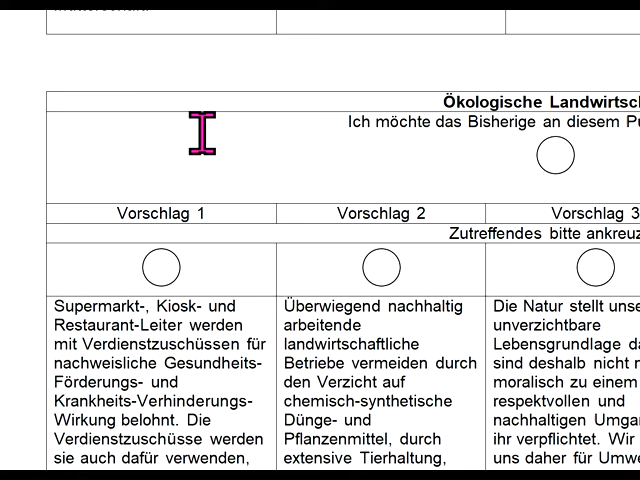 Ökologische Landwirtsc
Ich möchte das Bisherige an diesem Pu
Vorschlag 1
Vorschlag 2
Vorschlag 3
Zutreffendes bitte ankreuz
Supermarkt-, Kiosk- und
Restaurant-Leiter werden
mit Verdienstzuschüssen für
nachweisliche Gesundheits-
Förderungs- und
Krankheits-Verhinderungs-
Wirkung belohnt. Die
Verdienstzuschüsse werden
sie auch dafür verwenden,
Überwiegend nachhaltig
arbeitende
landwirtschaftliche
Betriebe vermeiden durch
den Verzicht auf
chemisch-synthetische
Dünge- und
Pflanzenmittel, durch
extensive Tierhaltung,
Die Natur stellt unse
unverzichtbare
Lebensgrundlage da
sind deshalb nicht
moralisch zu einem
respektvollen und
nachhaltigen Umga
ihr verpflichtet. Wir
uns daher für Umwe